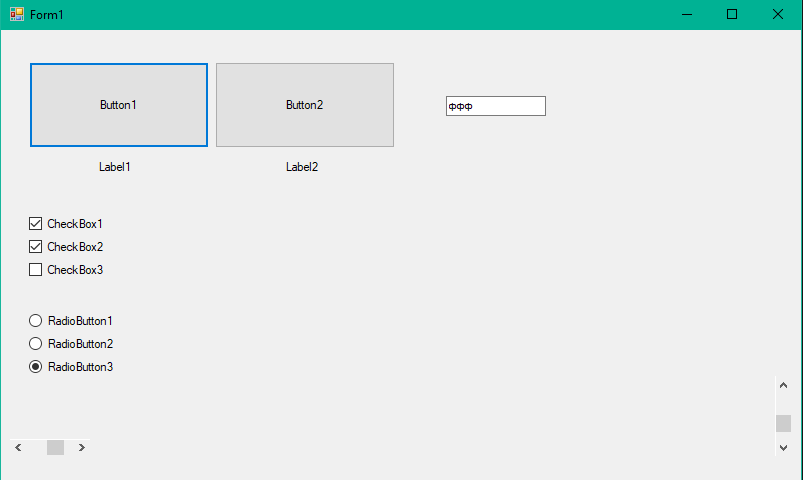 Form1
Button1
Button2
ффф
Label1
Label2
CheckBox1
CheckBox2
CheckBox3
RadioButton1
RadioButton2
RadioButton3